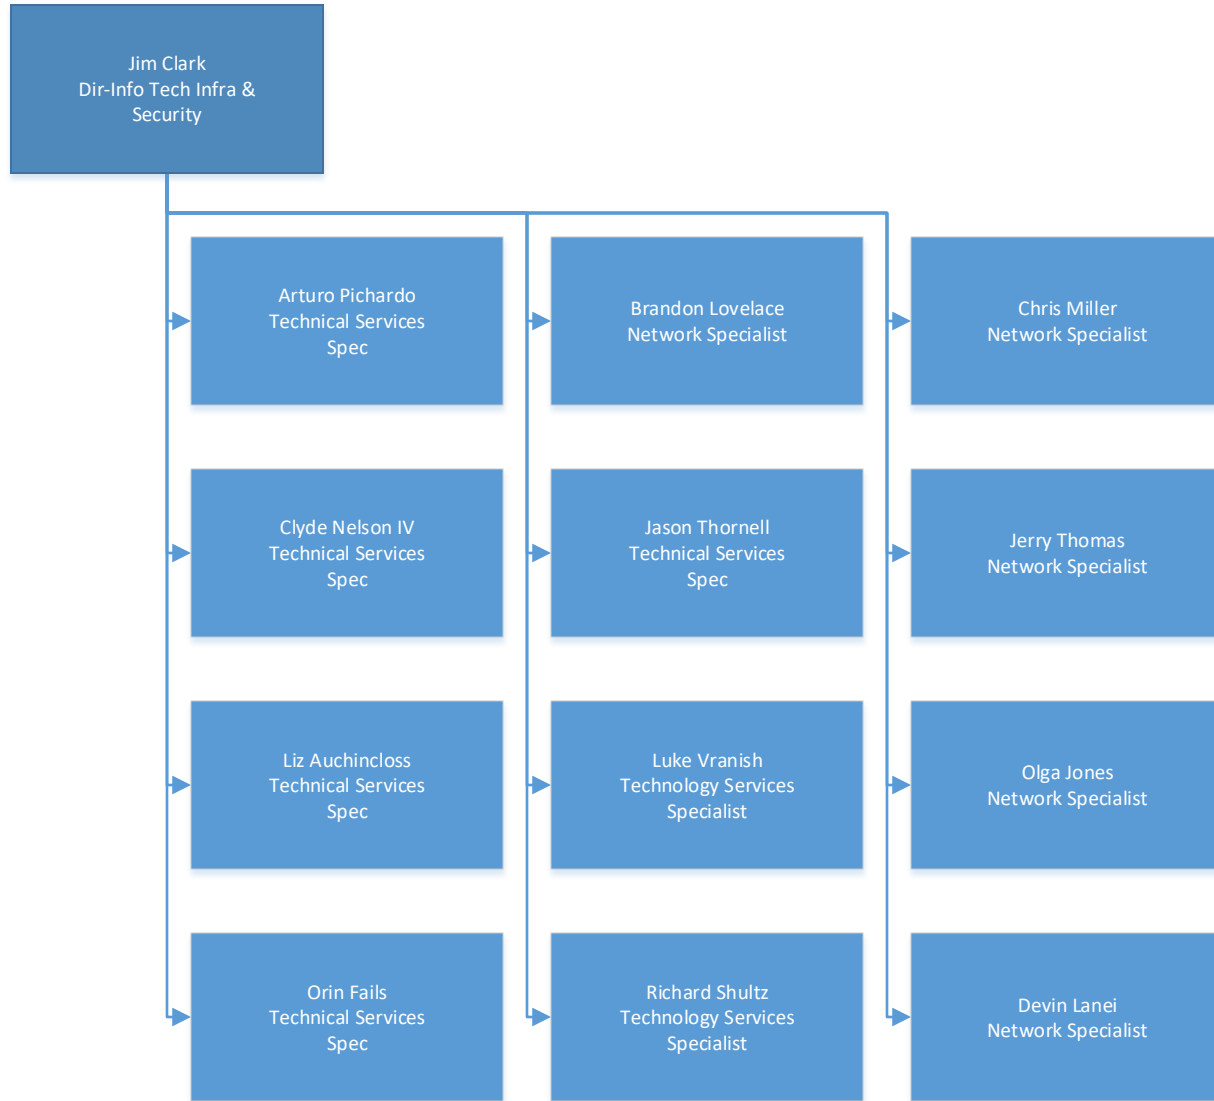 Jim Clark
Dir-Info Tech Infra &
Security
Arturo Pichardo
Technical Services
Spec
Brandon Lovelace
Network Specialist
Chris Miller
Network Specialist
Clyde Nelson IV
Technical Services
Spec
Jason Thornell
Technical Services
Spec
Jerry Thomas
Network Specialist
Liz Auchincloss
Technical Services
Spec
Luke Vranish
Technology Services
Specialist
Olga Jones
Network Specialist
Orin Fails
Technical Services
Spec
Richard Shultz
Technology Services
Specialist
Devin Lanei
Network Specialist